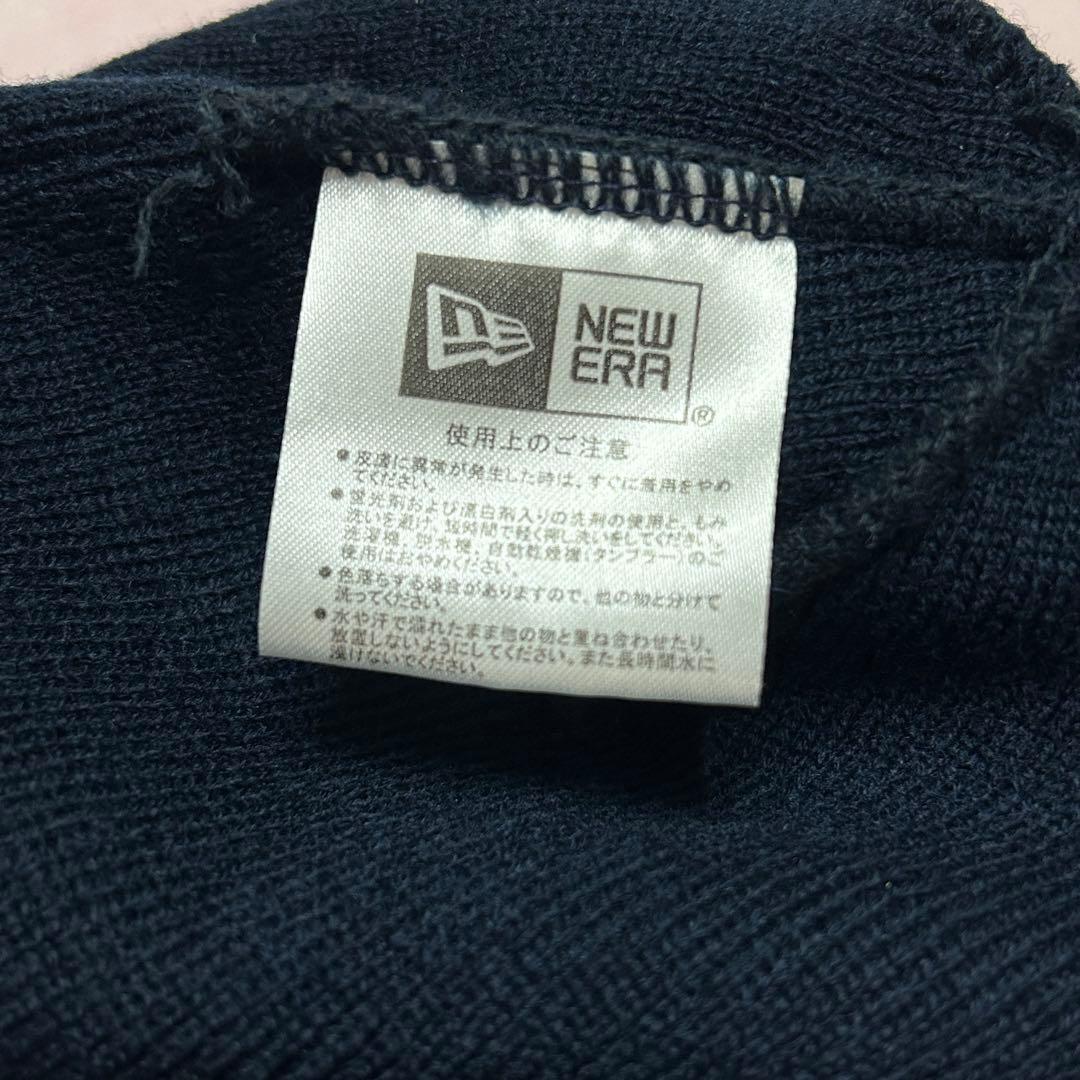 NEW
ERA
®
使用上のご注意
●皮膚に異常が発生した時は、すぐに着用をやめ
てください。
●蛍光剤および漂白剤入りの洗剤の使用と、もみ
洗いを避け、短時間で軽く押し洗いをしてください。
洗濯機、脱水機、自動乾燥機(タンブラー)のご
使用はおやめください。
●色落ちする場合がありますので、他の物と分けて
洗ってください。
●水や汗で濡れたまま他の物と重ね合わせたり、
放置しないようにしてください。また長時間水に
浸けないでください。